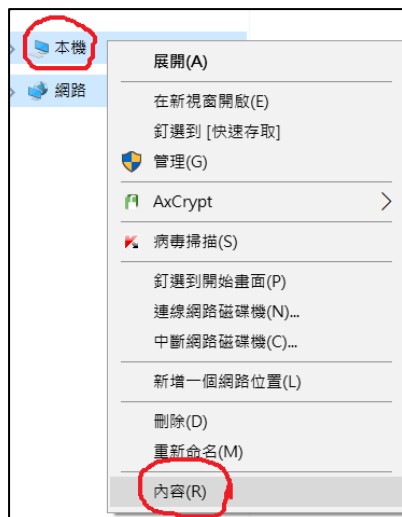 本機
網路
展開(A)
在新視窗開啟(E)
釘選到 [快速存取]
管理(G)
AxCrypt
病毒掃描(S)
釘選到開始畫面(P)
連線網路磁碟機(N)...
中斷網路磁碟機(C)...
新增一個網路位置(L)
刪除(D)
重新命名(M)
內容(R)